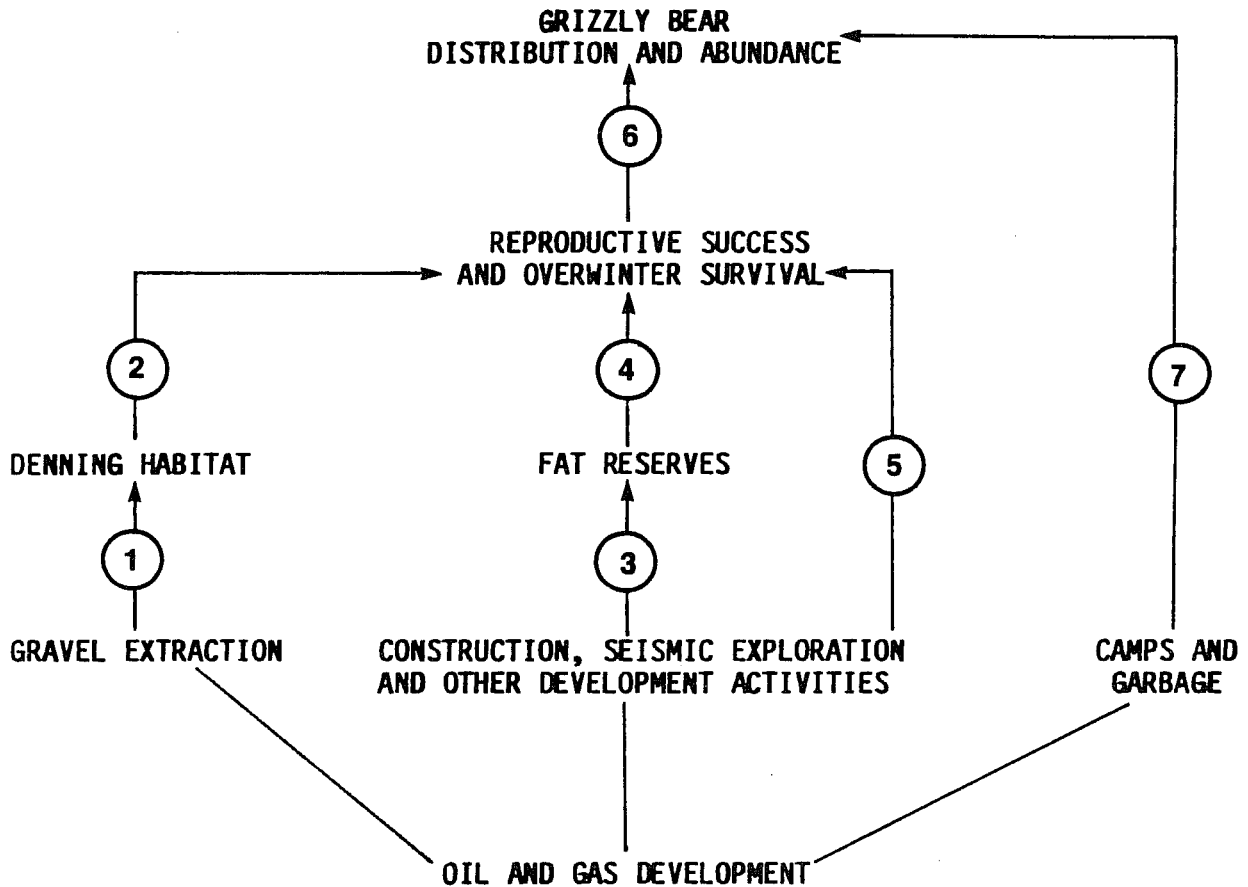 GRIZZLY BEAR
DISTRIBUTION AND ABUNDANCE
6
REPRODUCTIVE SUCCESS
AND OVERWINTER SURVIVAL
2
4
7
DENNING HABITAT
FAT RESERVES
5
1
3
GRAVEL EXTRACTION
CONSTRUCTION, SEISMIC EXPLORATION
AND OTHER DEVELOPMENT ACTIVITIES
CAMPS AND
GARBAGE
OIL AND GAS DEVELOPMENT